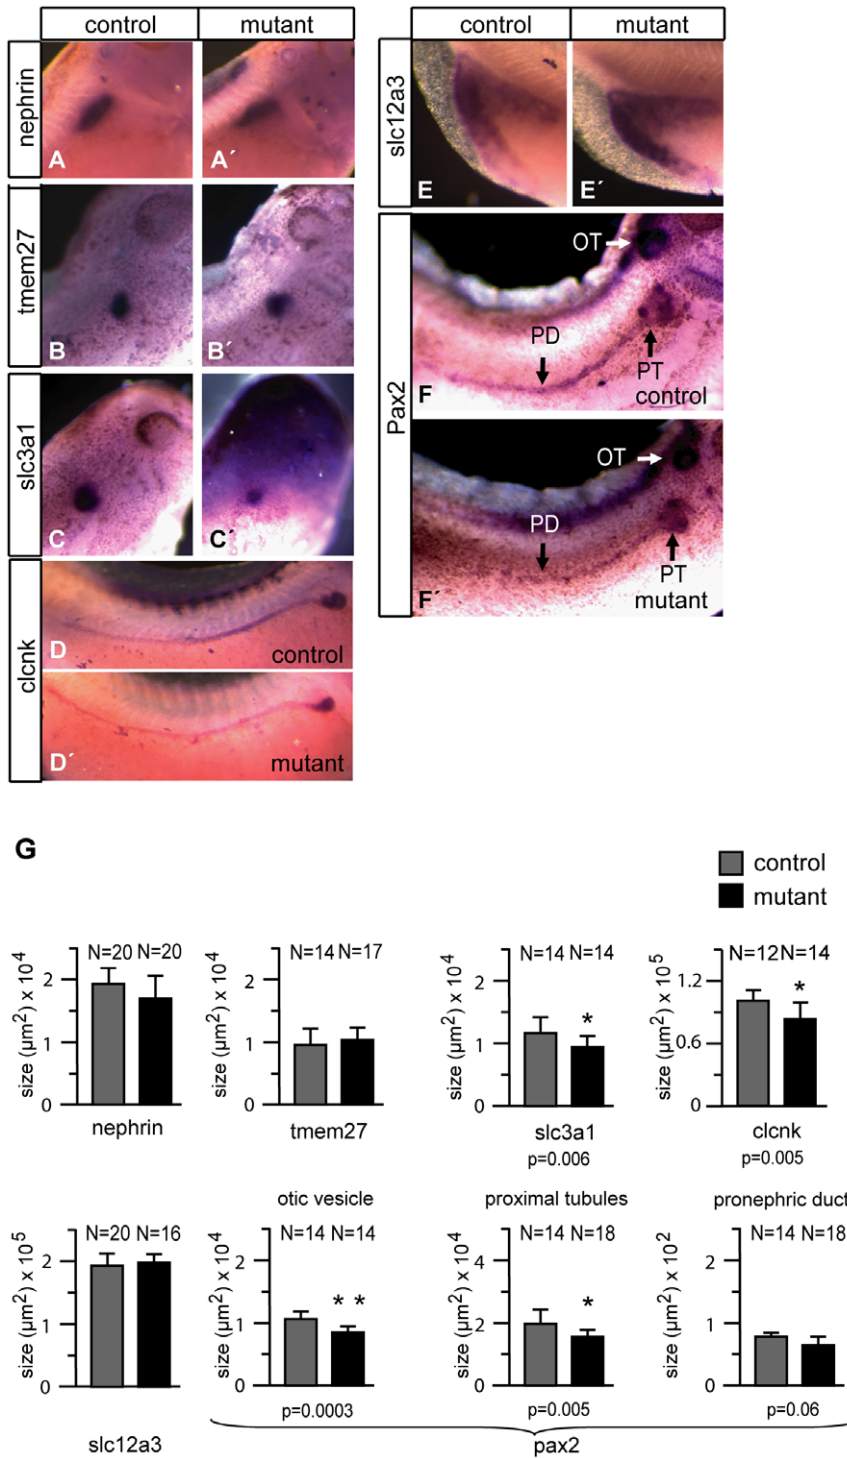 control mutant
nephrin
A A´
tmem27
B B´
slc3a1
C C´
clcnk
D control
D´ mutant
control mutant
slc12a3
E E´
Pax2
OT
PD
PT
F control
OT
PD
PT
F´ mutant
G
control
mutant
size (µm²) x 10⁴
2
1
0
N=20 N=20
nephrin
size (µm²) x 10⁴
2
1
0
N=14 N=17
tmem27
size (µm²) x 10⁴
2
1
0
N=14 N=14
*
slc3a1
p=0.006
size (µm²) x 10⁵
1.2
0.6
0
N=12 N=14
*
clcnk
p=0.005
size (µm²) x 10⁵
2
1
0
N=20 N=16
slc12a3
otic vesicle
size (µm²) x 10⁴
2
1
0
N=14 N=14
* *
p=0.0003
proximal tubules
size (µm²) x 10⁴
4
2
0
N=14 N=18
*
p=0.005
pronephric duct
size (µm²) x 10²
2
1
0
N=14 N=18
p=0.06
pax2